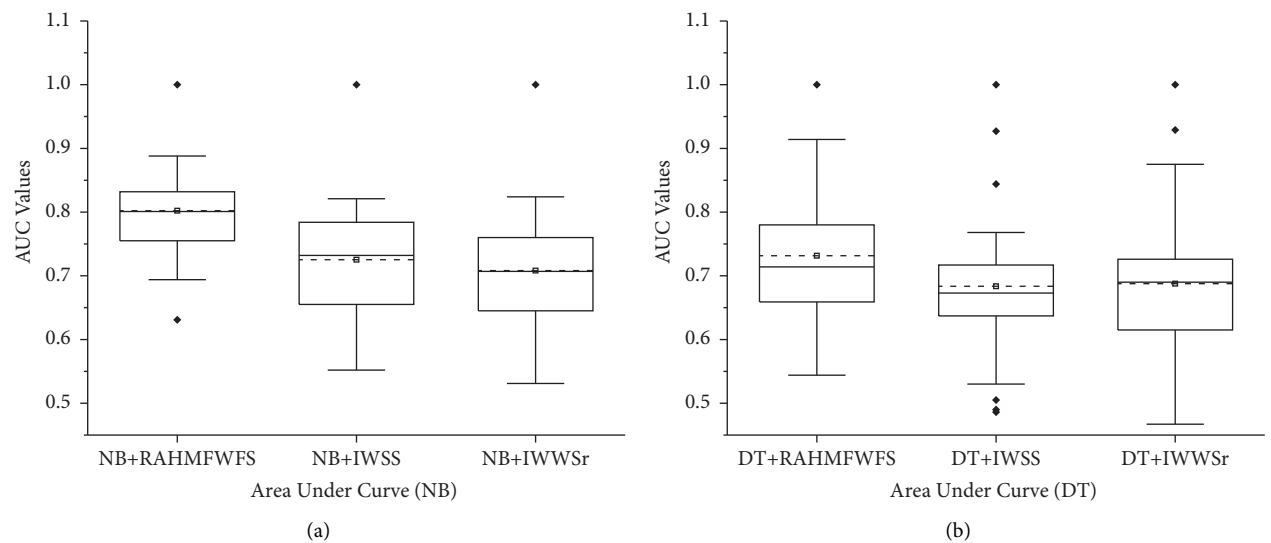 1.1
1.0
0.9
0.8
0.7
0.6
0.5
AUC Values
NB+RAHMFWFS
NB+IWSS
NB+IWWSr
Area Under Curve (NB)
(a)
1.1
1.0
0.9
0.8
0.7
0.6
0.5
AUC Values
DT+RAHMFWFS
DT+IWSS
DT+IWWSr
Area Under Curve (DT)
(b)